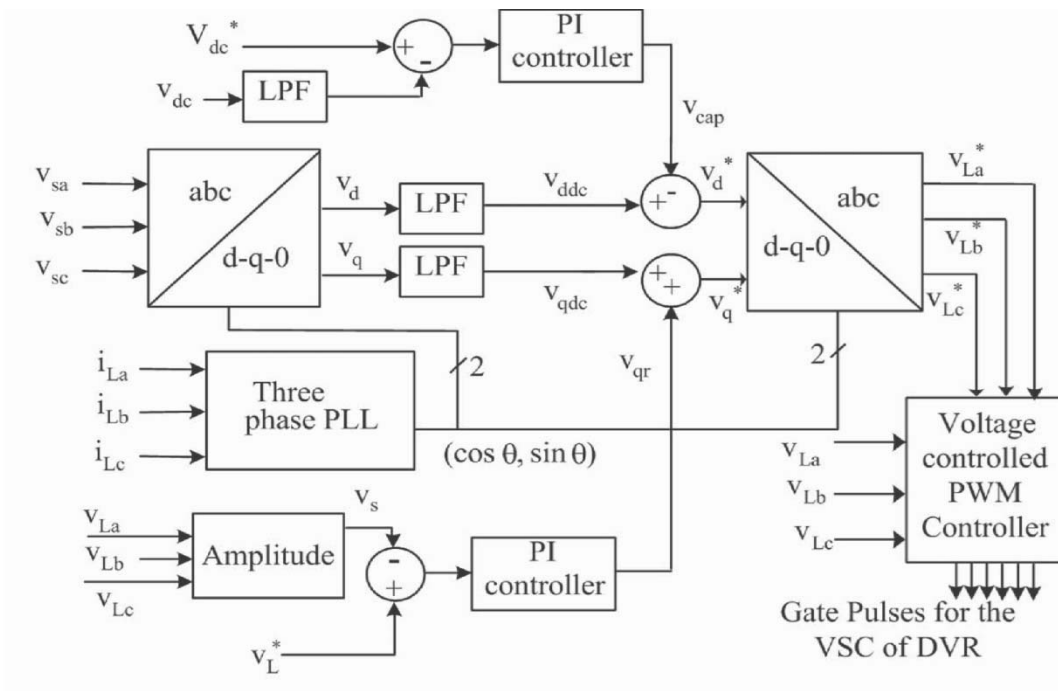 V_dc^*
+
-
PI
controller
v_dc
LPF
v_cap
v_sa
v_sb
v_sc
abc
d-q-0
v_d
LPF
v_ddc
+
-
v_d^*
v_q
LPF
v_qdc
+
+
v_q^*
abc
d-q-0
v_La^*
v_Lb^*
v_Lc^*
i_La
i_Lb
i_Lc
Three
phase PLL
2
2
(cos θ, sin θ)
v_qr
v_La
v_Lb
v_Lc
Voltage
controlled
PWM
Controller
v_La
v_Lb
v_Lc
Amplitude
v_s
-
+
PI
controller
v_L^*
Gate Pulses for the
VSC of DVR